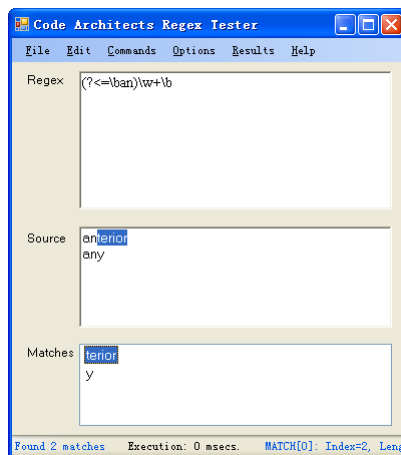 Code Architects Regex Tester
File Edit Commands Options Results Help
Regex
(?<=\ban)\w+\b
Source
anterior
any
Matches
terior
y
Found 2 matches Execution: 0 msecs. MATCH[0]: Index=2,